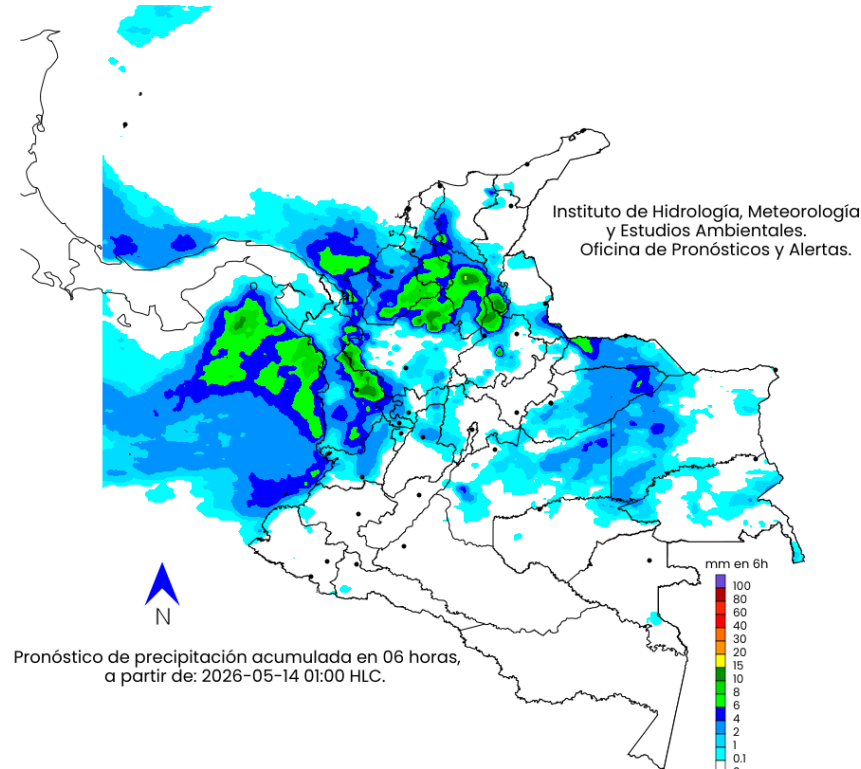 Instituto de Hidrología, Meteorología
y Estudios Ambientales.
Oficina de Pronósticos y Alertas.
mm en 6h
100
80
60
40
30
20
15
10
8
6
4
2
1
0.1
0
N
Pronóstico de precipitación acumulada en 06 horas,
a partir de: 2026-05-14 01:00 HLC.